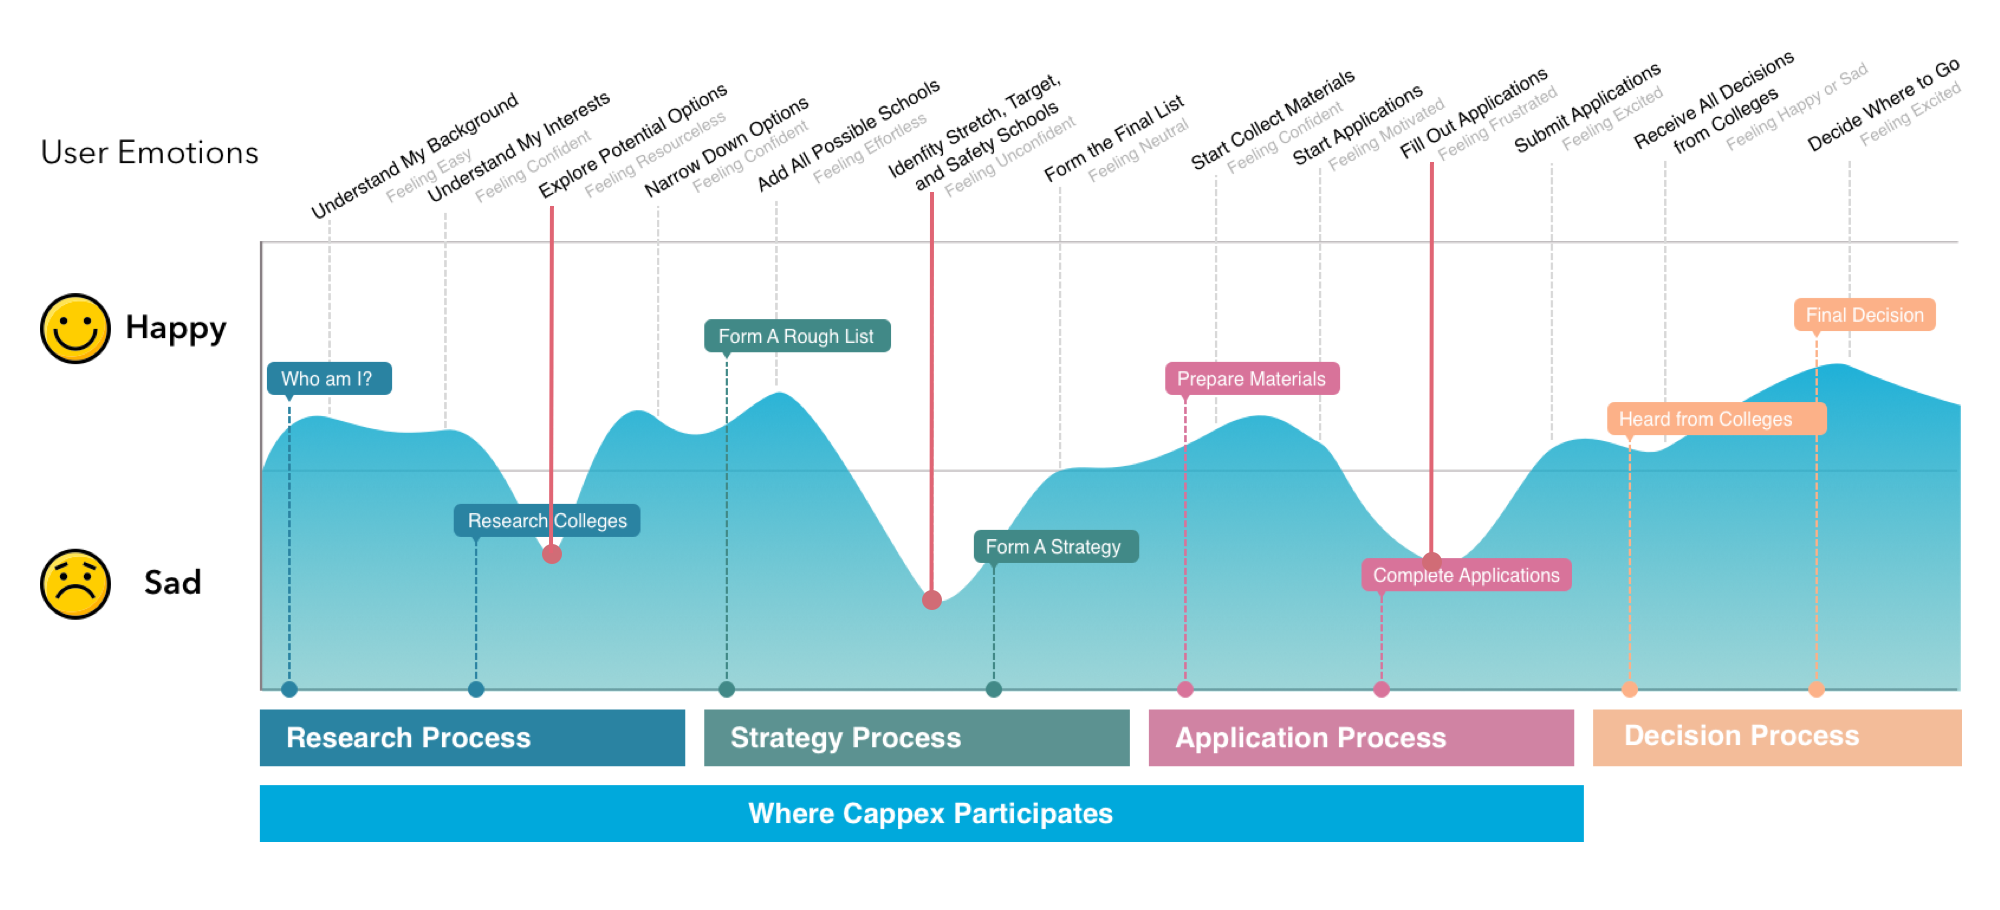 User Emotions
Understand My Background
Feeling Easy
Understand My Interests
Feeling Confident
Explore Potential Options
Feeling Resourceless
Narrow Down Options
Feeling Confident
Add All Possible Schools
Feeling Effortless
Idenfity Stretch, Target,
and Safety Schools
Feeling Unconfident
Form the Final List
Feeling Neutral
Start Collect Materials
Feeling Confident
Start Applications
Feeling Motivated
Fill Out Applications
Feeling Frustrated
Submit Applications
Feeling Excited
Receive All Decisions
from Colleges
Feeling Happy or Sad
Decide Where to Go
Feeling Excited
Happy
Sad
Who am I?
Research Colleges
Form A Rough List
Form A Strategy
Prepare Materials
Complete Applications
Heard from Colleges
Final Decision
Research Process
Strategy Process
Application Process
Decision Process
Where Cappex Participates